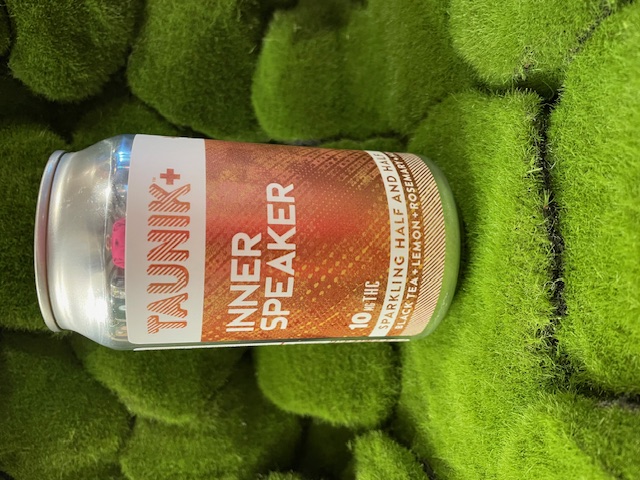 TAUNIK+
INNER
SPEAKER
10 MG THC
SPARKLING HALF AND HALF
BLACK TEA + LEMON + ROSEMARY